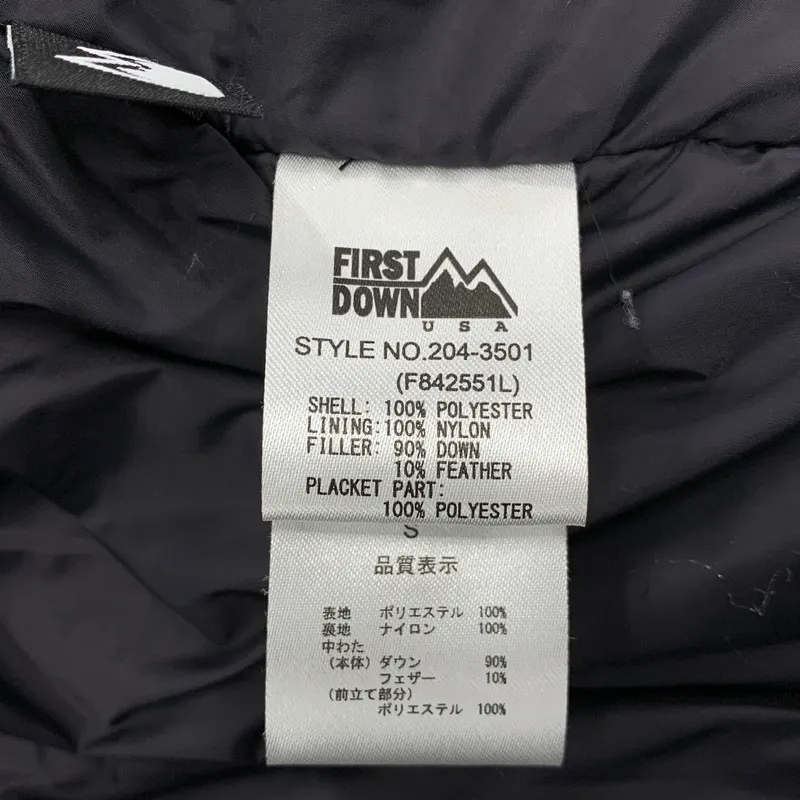 FIRST
DOWN
USA
STYLE NO.204-3501
(F842551L)
SHELL: 100% POLYESTER
LINING:100% NYLON
FILLER: 90% DOWN
10% FEATHER
PLACKET PART:
100% POLYESTER
S
品質表示
表地 ポリエステル 100%
裏地 ナイロン 100%
中わた
(本体) ダウン 90%
フェザー 10%
(前立て部分)
ポリエステル 100%